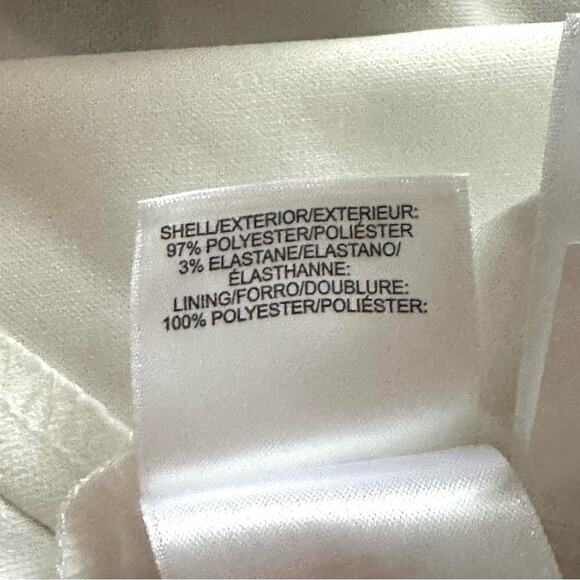 SHELL/EXTERIOR/EXTERIEUR:
97% POLYESTER/POLIÉSTER
3% ELASTANE/ELASTANO/
ÉLASTHANNE:
LINING/FORRO/DOUBLURE:
100% POLYESTER/POLIÉSTER: